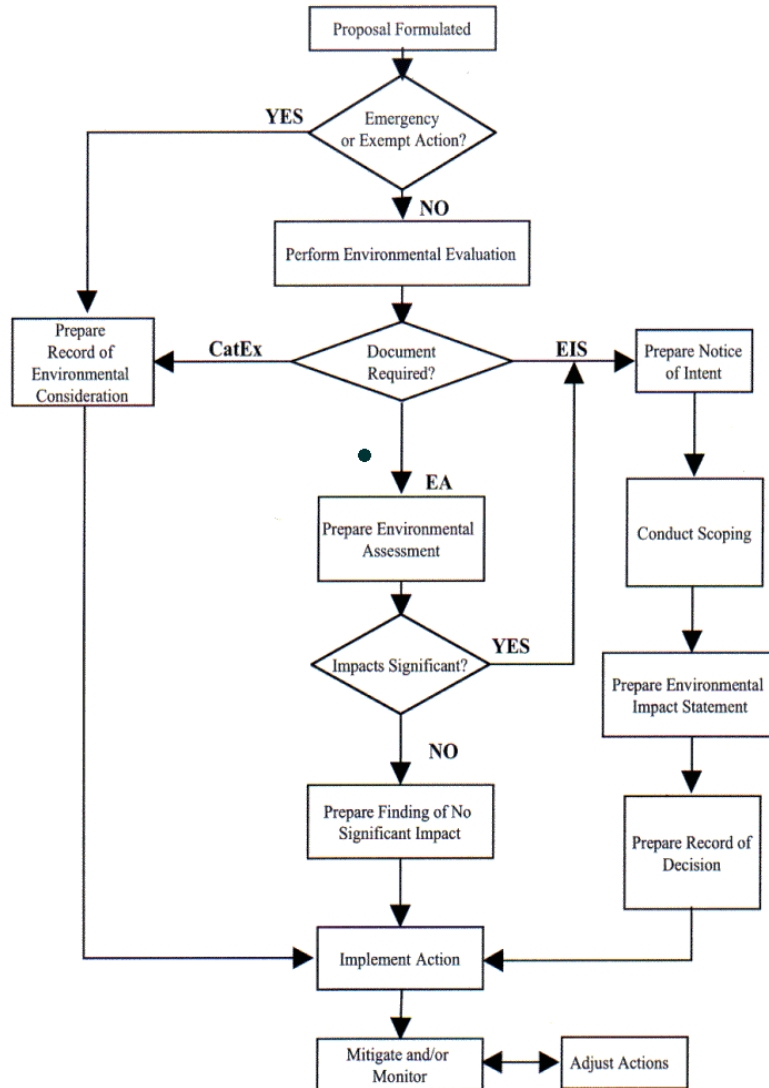 Proposal Formulated
YES
Emergency
or Exempt Action?
NO
Perform Environmental Evaluation
Prepare
Record of
Environmental
Consideration
CatEx
Document
Required?
EIS
Prepare Notice
of Intent
EA
Prepare Environmental
Assessment
Conduct Scoping
Impacts Significant?
YES
Prepare Environmental
Impact Statement
NO
Prepare Finding of No
Significant Impact
Prepare Record of
Decision
Implement Action
Mitigate and/or
Monitor
Adjust Actions